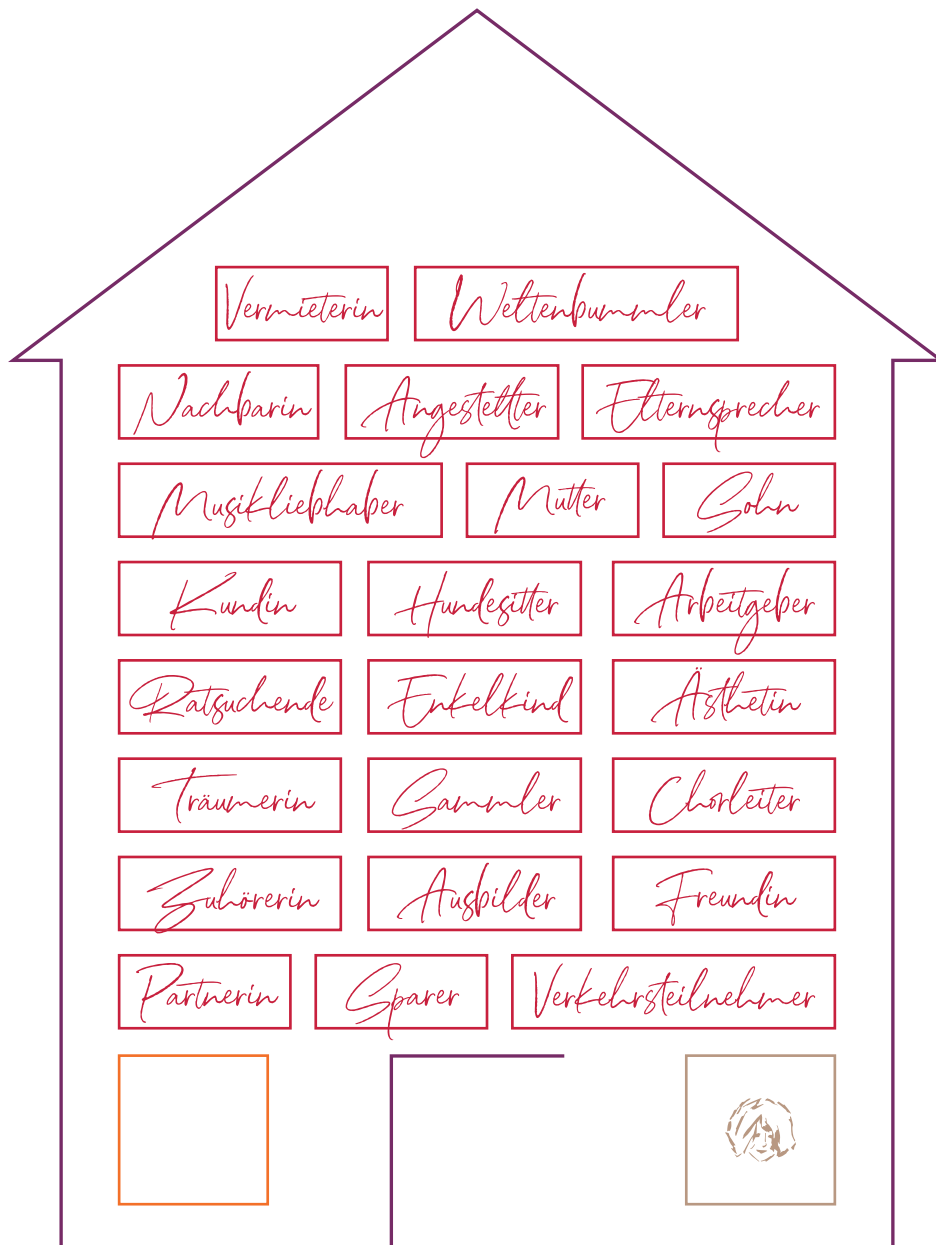 Vermieterin Weltenbummler
Nachbarin Angestellter Elternsprecher
Musikliebhaber Mutter Sohn
Kundin Hundesitter Arbeitgeber
Ratsuchende Enkelkind Ästhetin
Träumerin Sammler Chorleiter
Zuhörerin Ausbilder Freundin
Partnerin Sparer Verkehrsteilnehmer